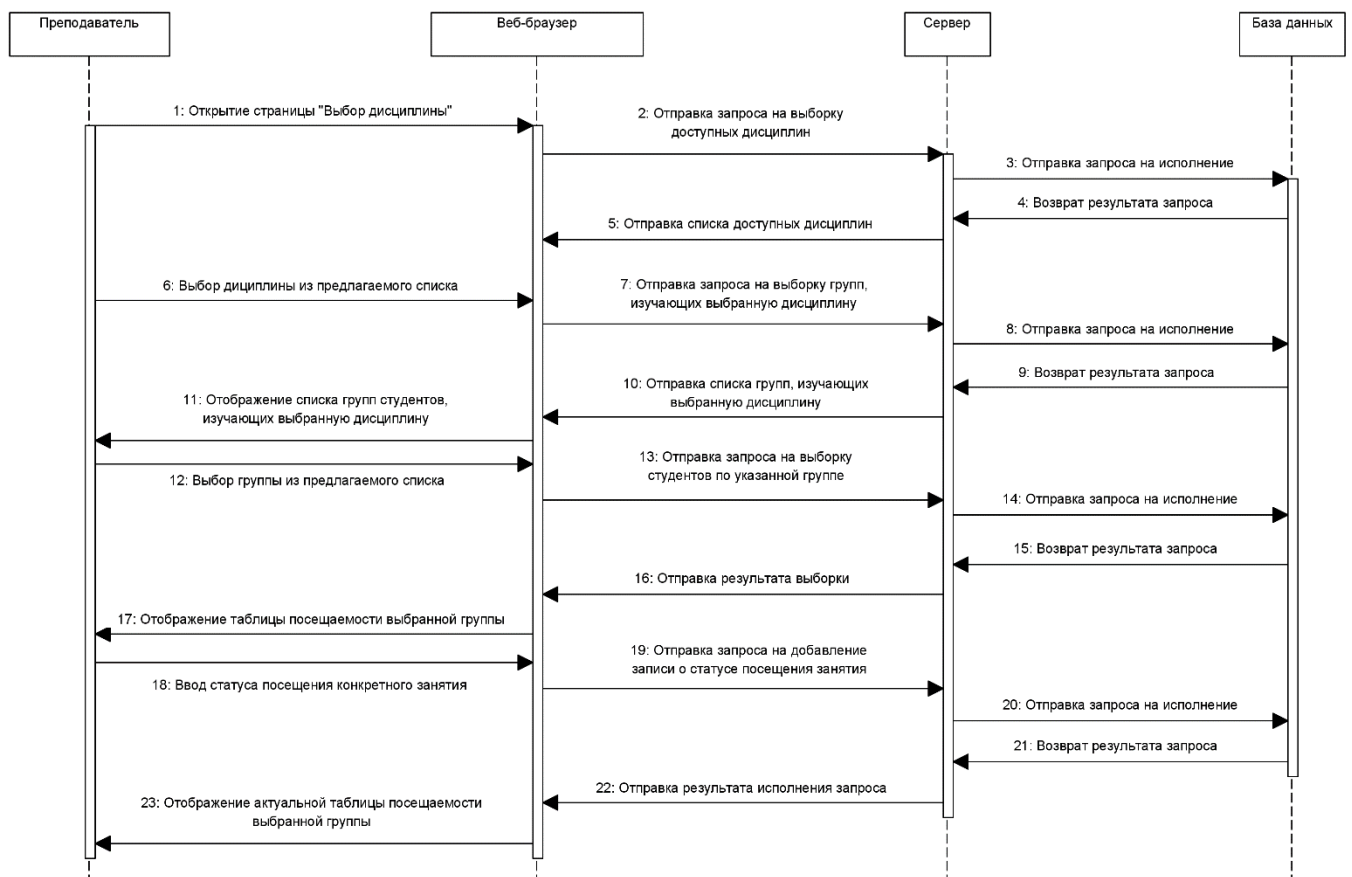 Преподаватель
Веб-браузер
Сервер
База данных
1: Открытие страницы "Выбор дисциплины"
2: Отправка запроса на выборку
доступных дисциплин
3: Отправка запроса на исполнение
4: Возврат результата запроса
5: Отправка списка доступных дисциплин
6: Выбор дициплины из предлагаемого списка
7: Отправка запроса на выборку групп,
изучающих выбранную дисциплину
8: Отправка запроса на исполнение
9: Возврат результата запроса
10: Отправка списка групп, изучающих
выбранную дисциплину
11: Отображение списка групп студентов,
изучающих выбранную дисциплину
12: Выбор группы из предлагаемого списка
13: Отправка запроса на выборку
студентов по указанной группе
14: Отправка запроса на исполнение
15: Возврат результата запроса
16: Отправка результата выборки
17: Отображение таблицы посещаемости выбранной группы
18: Ввод статуса посещения конкретного занятия
19: Отправка запроса на добавление
записи о статусе посещения занятия
20: Отправка запроса на исполнение
21: Возврат результата запроса
22: Отправка результата исполнения запроса
23: Отображение актуальной таблицы посещаемости
выбранной группы